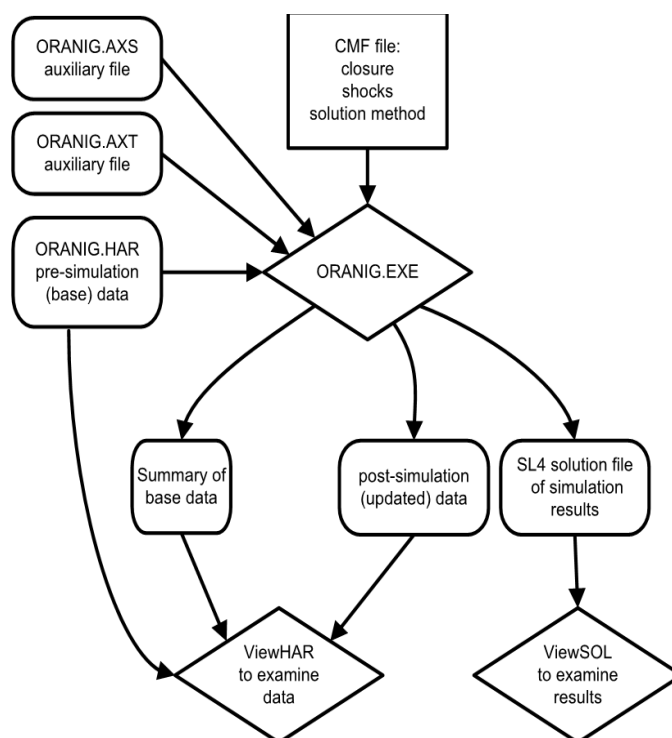 ORANIG.AXS
auxiliary file
CMF file:
closure
shocks
solution method
ORANIG.AXT
auxiliary file
ORANIG.HAR
pre-simulation
(base) data
ORANIG.EXE
Summary of
base data
post-simulation
(updated) data
SL4 solution file
of simulation
results
ViewHAR
to examine
data
ViewSOL
to examine
results